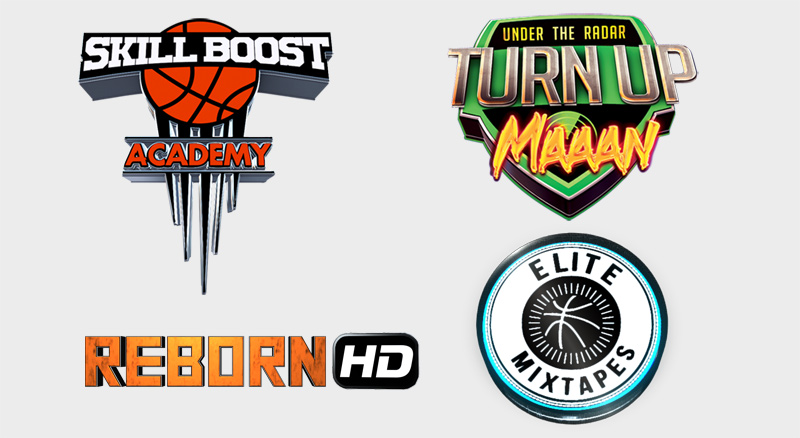 SKILL BOOST
ACADEMY
UNDER THE RADAR
TURN UP
MAAAN
REBORN HD
ELITE
MIXTAPES